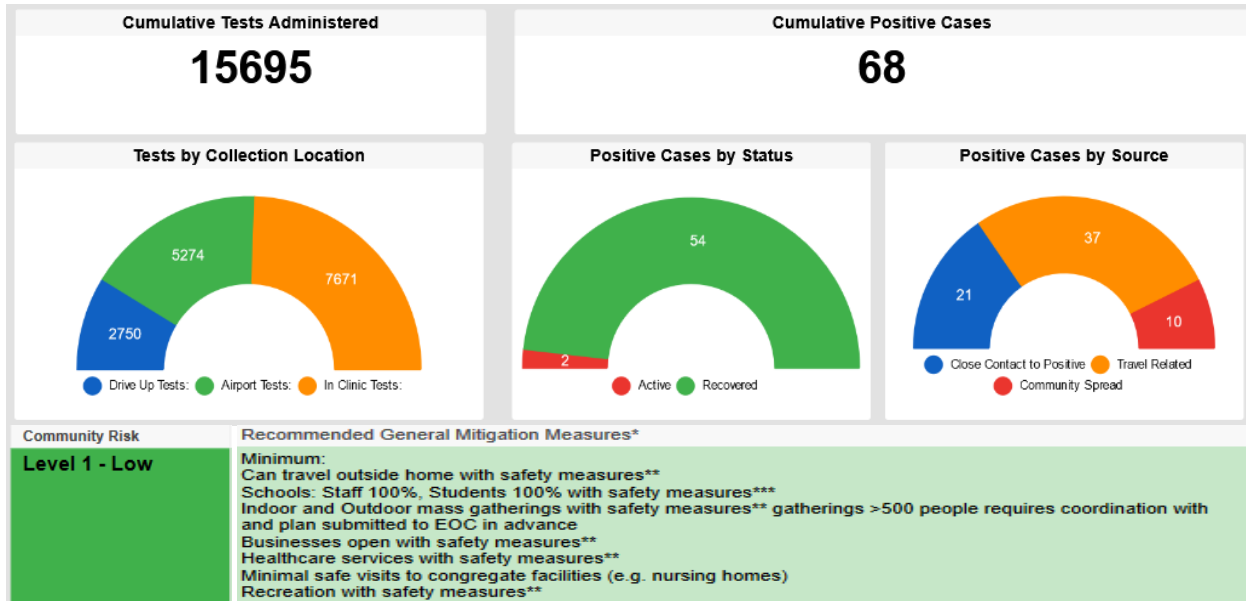 Cumulative Tests Administered
15695
Cumulative Positive Cases
68
Tests by Collection Location
5274
7671
2750
Drive Up Tests: Airport Tests: In Clinic Tests:
Positive Cases by Status
54
2
Active Recovered
Positive Cases by Source
37
21
10
Close Contact to Positive Travel Related
Community Spread
Community Risk
Level 1 - Low
Recommended General Mitigation Measures*
Minimum:
Can travel outside home with safety measures**
Schools: Staff 100%, Students 100% with safety measures***
Indoor and Outdoor mass gatherings with safety measures** gatherings >500 people requires coordination with
and plan submitted to EOC in advance
Businesses open with safety measures**
Healthcare services with safety measures**
Minimal safe visits to congregate facilities (e.g. nursing homes)
Recreation with safety measures**